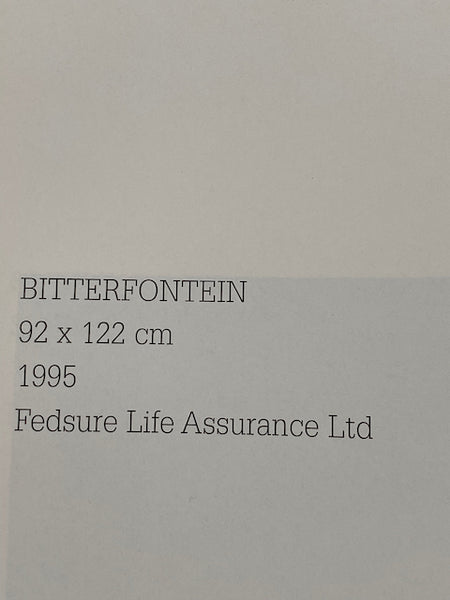 BITTERFONTEIN
92 x 122 cm
1995
Fedsure Life Assurance Ltd